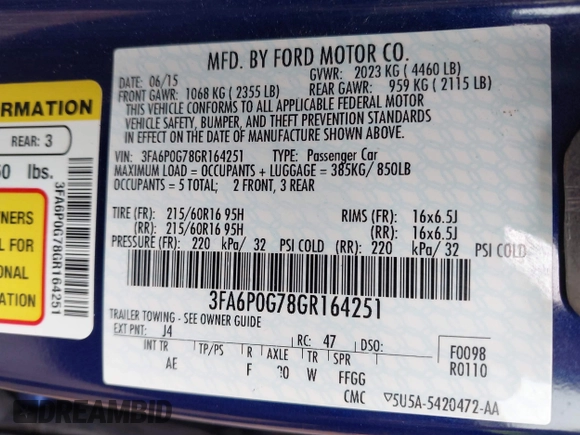 MFD. BY FORD MOTOR CO.
DATE: 06/15
GVWR: 2023 KG ( 4460 LB)
FRONT GAWR: 1068 KG ( 2355 LB)
REAR GAWR: 959 KG ( 2115 LB)
THIS VEHICLE CONFORMS TO ALL APPLICABLE FEDERAL MOTOR
VEHICLE SAFETY, BUMPER, AND THEFT PREVENTION STANDARDS
IN EFFECT ON THE DATE OF MANUFACTURE SHOWN ABOVE.
VIN: 3FA6P0G78GR164251 TYPE: Passenger Car
MAXIMUM LOAD = OCCUPANTS + LUGGAGE = 385KG/ 850LB
OCCUPANTS = 5 TOTAL; 2 FRONT, 3 REAR
TIRE (FR): 215/60R16 95H RIMS (FR): 16x6.5J
(RR): 215/60R16 95H (RR): 16x6.5J
PRESSURE (FR): 220 kPa/ 32 PSI COLD (RR): 220 kPa/ 32 PSI COLD
3FA6P0G78GR164251
TRAILER TOWING - SEE OWNER GUIDE
EXT PNT: J4 RC: 47 DSO:
INT TR TP/PS R AXLE TR SPR
AE F W FFGG
F0098
R0110
CMC ▽5U5A-5420472-AA
ORMATION
REAR: 3
50 lbs.
3FA6P0G78GR164251
NERS
L FOR
ONAL
ON
DREAMBID